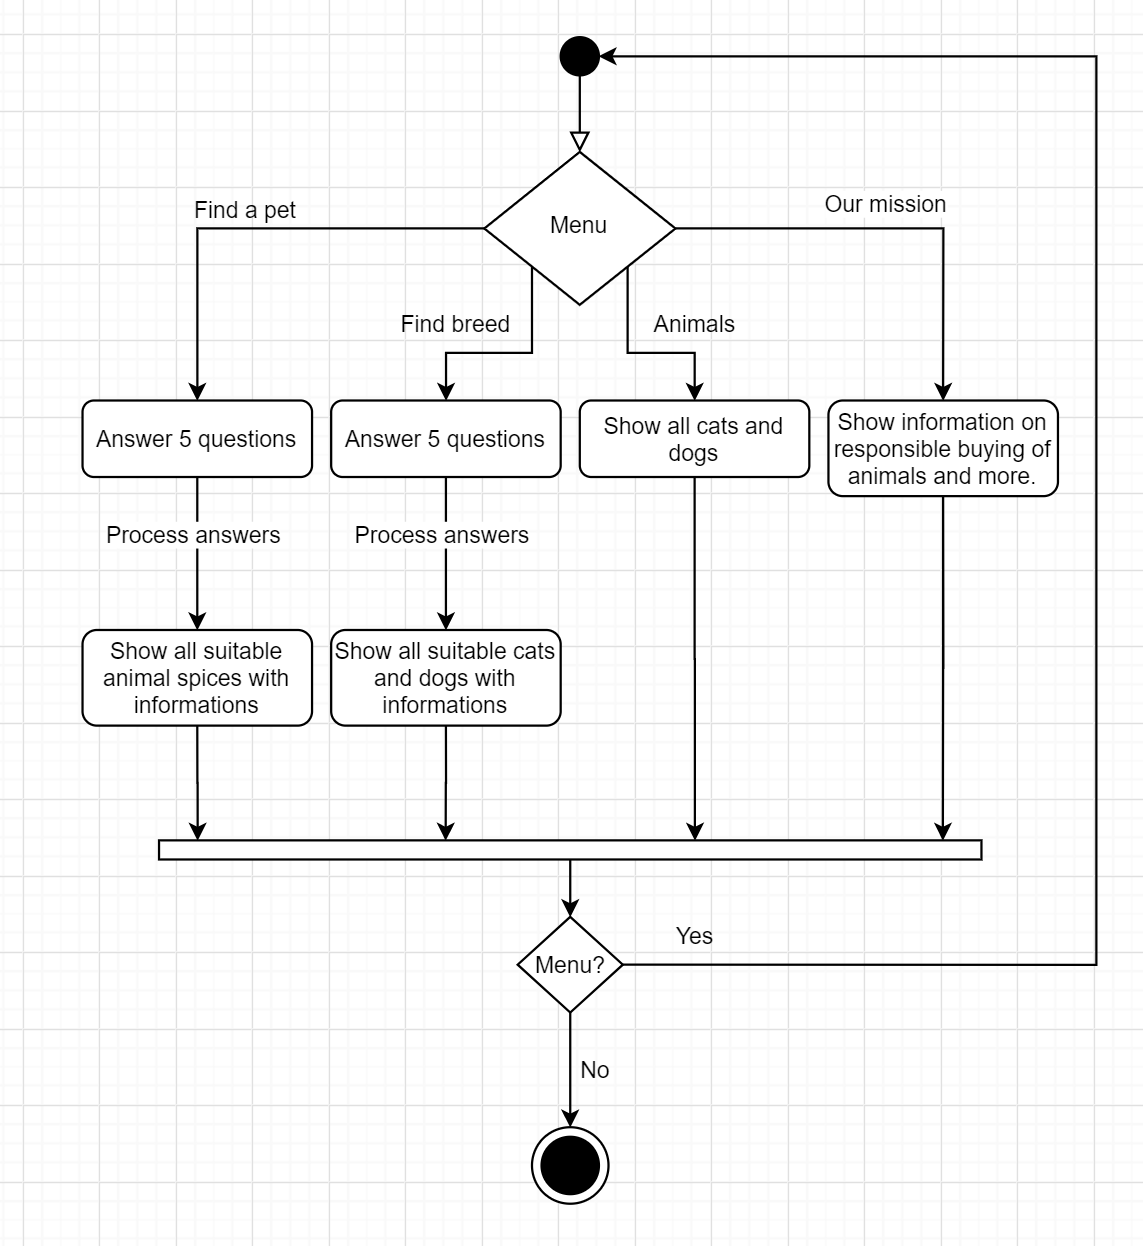 Menu
Find a pet
Our mission
Find breed
Animals
Answer 5 questions
Answer 5 questions
Show all cats and
dogs
Show information on
responsible buying of
animals and more.
Process answers
Process answers
Show all suitable
animal spices with
informations
Show all suitable cats
and dogs with
informations
Menu?
Yes
No